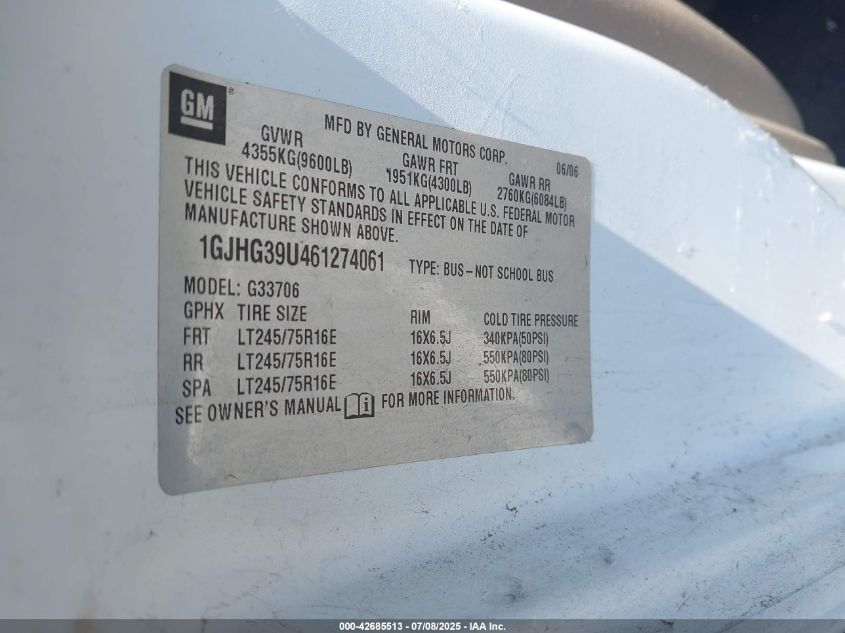 GM®
MFD BY GENERAL MOTORS CORP. 06/06
GVWR GAWR FRT GAWR RR
4355KG(9600LB) 1951KG(4300LB) 2760KG(6084LB)
THIS VEHICLE CONFORMS TO ALL APPLICABLE U.S. FEDERAL MOTOR
VEHICLE SAFETY STANDARDS IN EFFECT ON THE DATE OF
MANUFACTURE SHOWN ABOVE.
1GJHG39U461274061 TYPE: BUS-NOT SCHOOL BUS
MODEL: G33706
GPHX TIRE SIZE RIM COLD TIRE PRESSURE
FRT LT245/75R16E 16X6.5J 340KPA(50PSI)
RR LT245/75R16E 16X6.5J 550KPA(80PSI)
SPA LT245/75R16E 16X6.5J 550KPA(80PSI)
SEE OWNER'S MANUAL i FOR MORE INFORMATION.
000-42685513 - 07/08/2025 - IAA Inc.